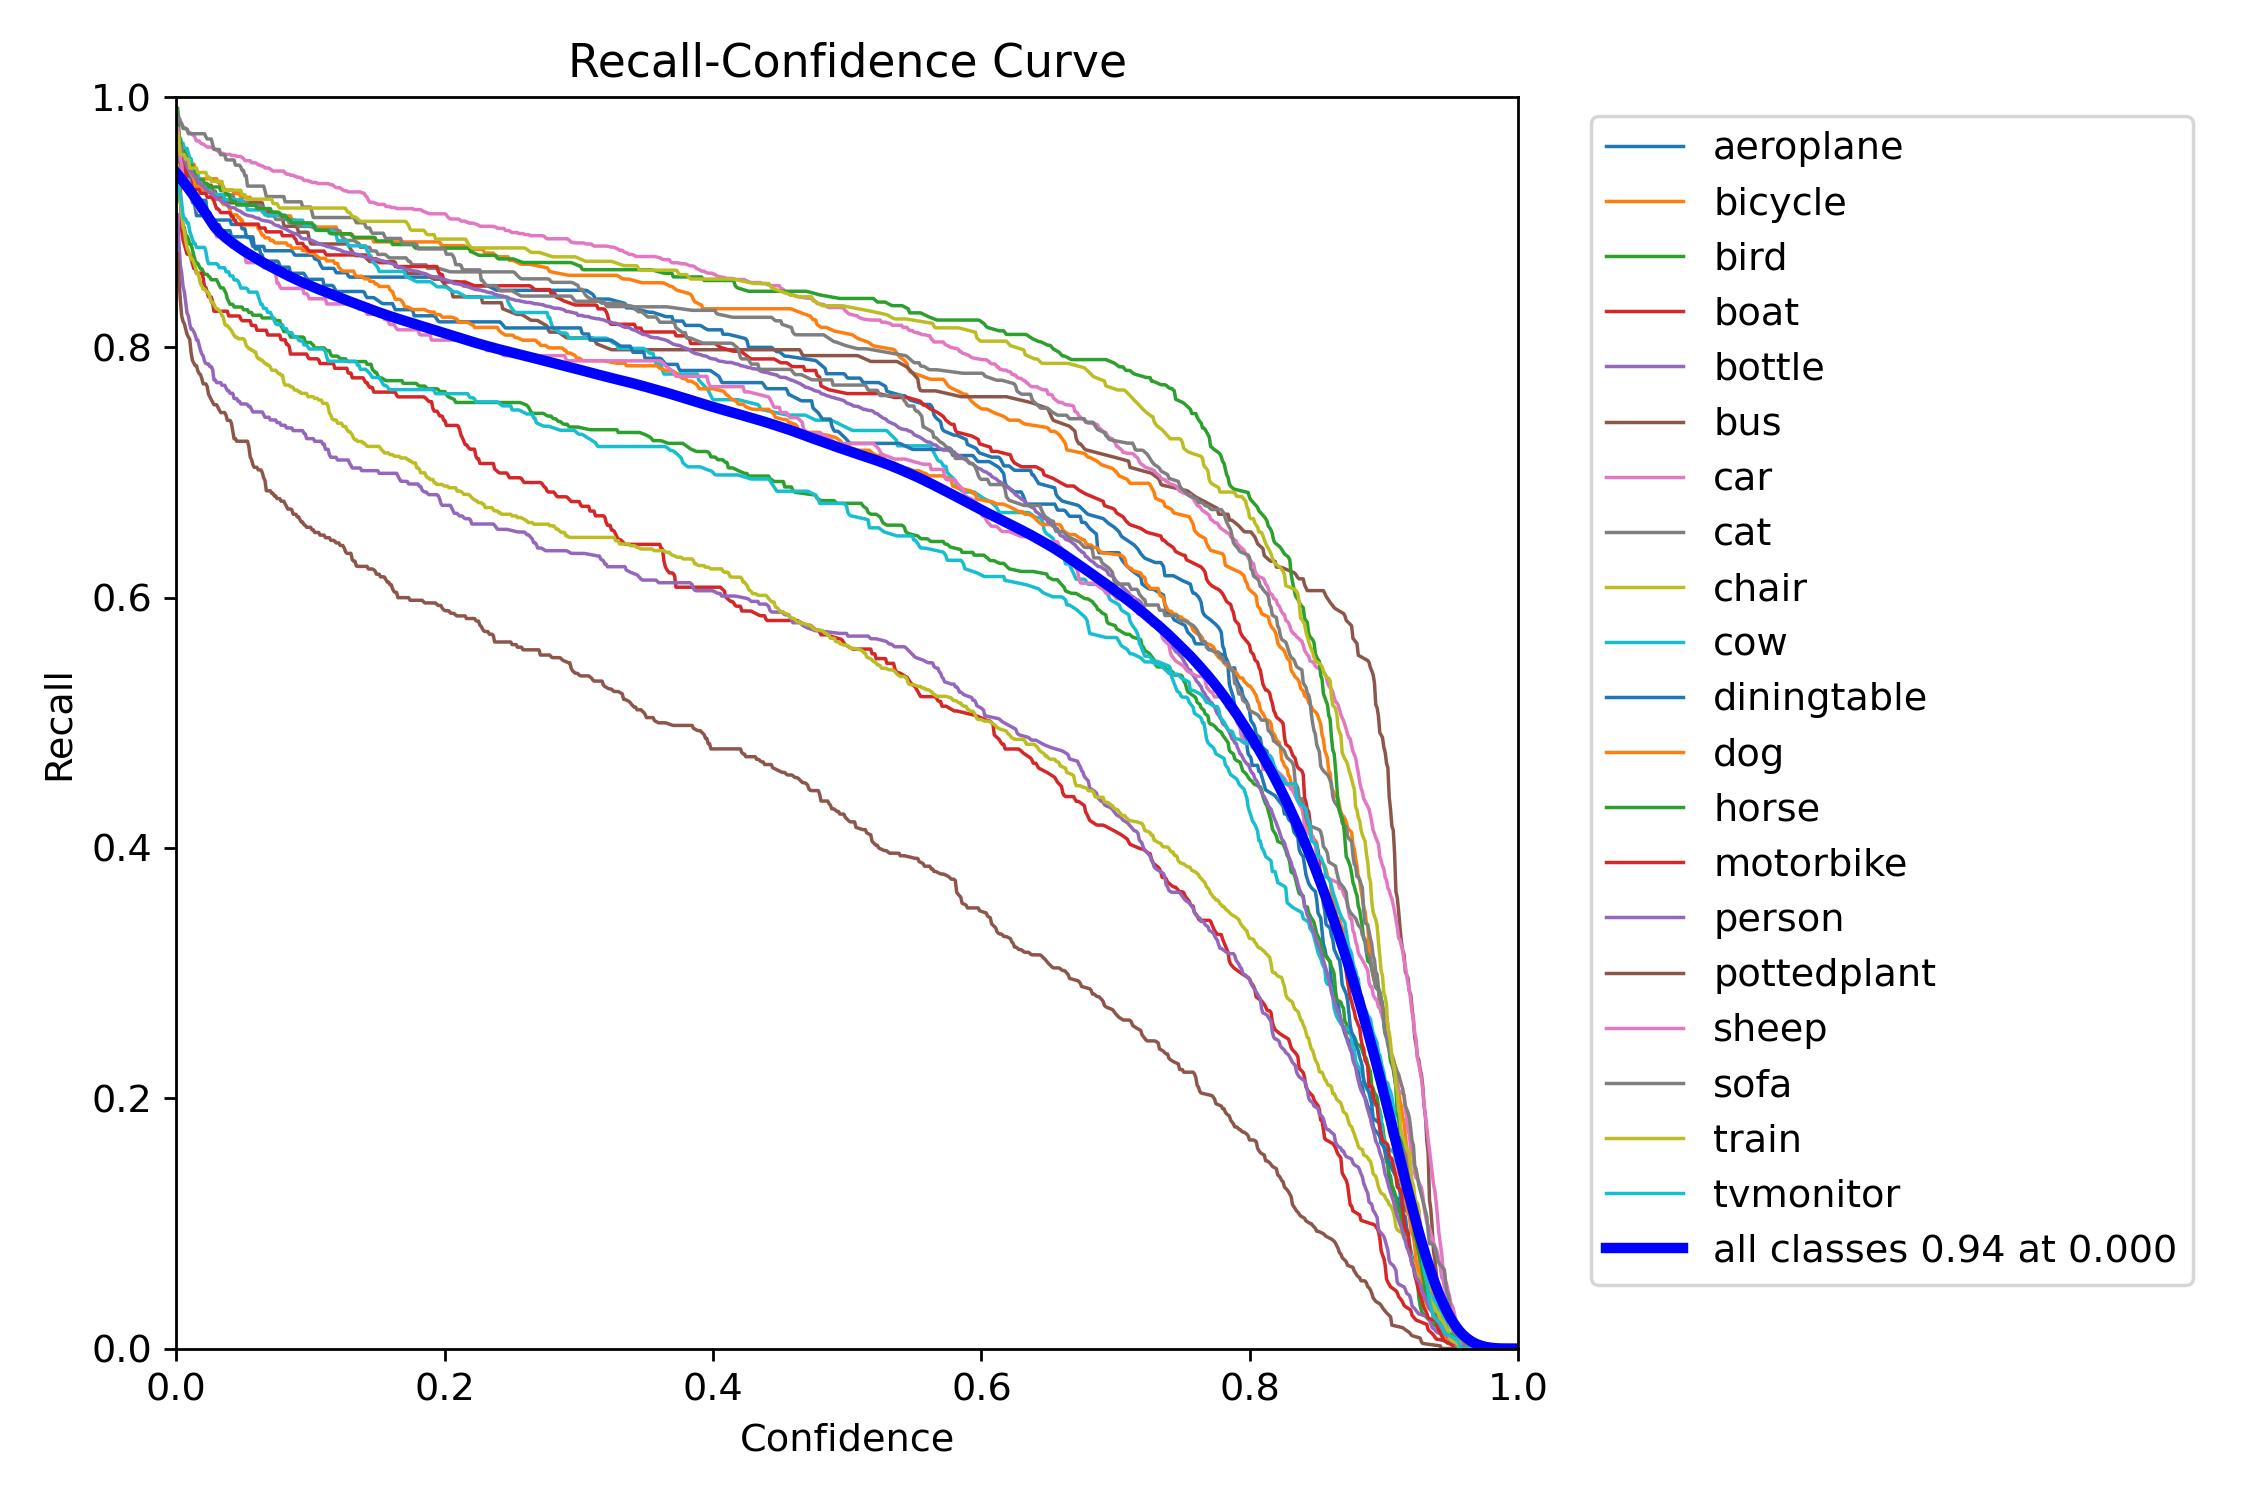 Recall-Confidence Curve
1.0
0.8
0.6
0.4
0.2
0.0
Recall
0.0 0.2 0.4 0.6 0.8 1.0
Confidence
aeroplane
bicycle
bird
boat
bottle
bus
car
cat
chair
cow
diningtable
dog
horse
motorbike
person
pottedplant
sheep
sofa
train
tvmonitor
all classes 0.94 at 0.000